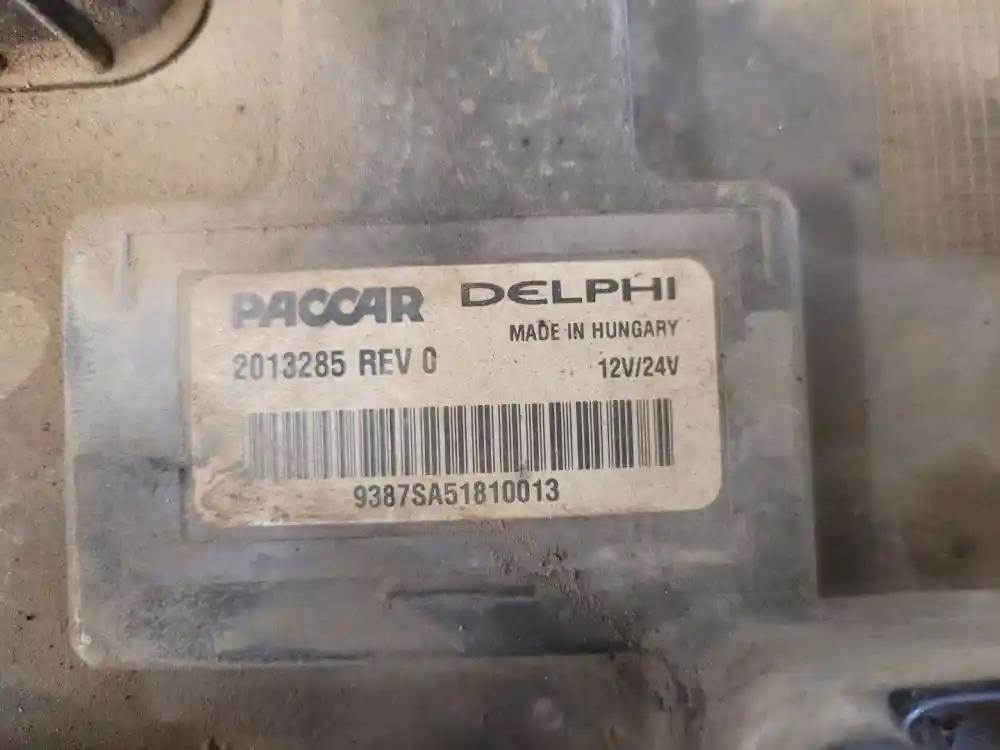 PACCAR DELPHI
MADE IN HUNGARY
2013285 REV 0 12V/24V
9387SA51810013